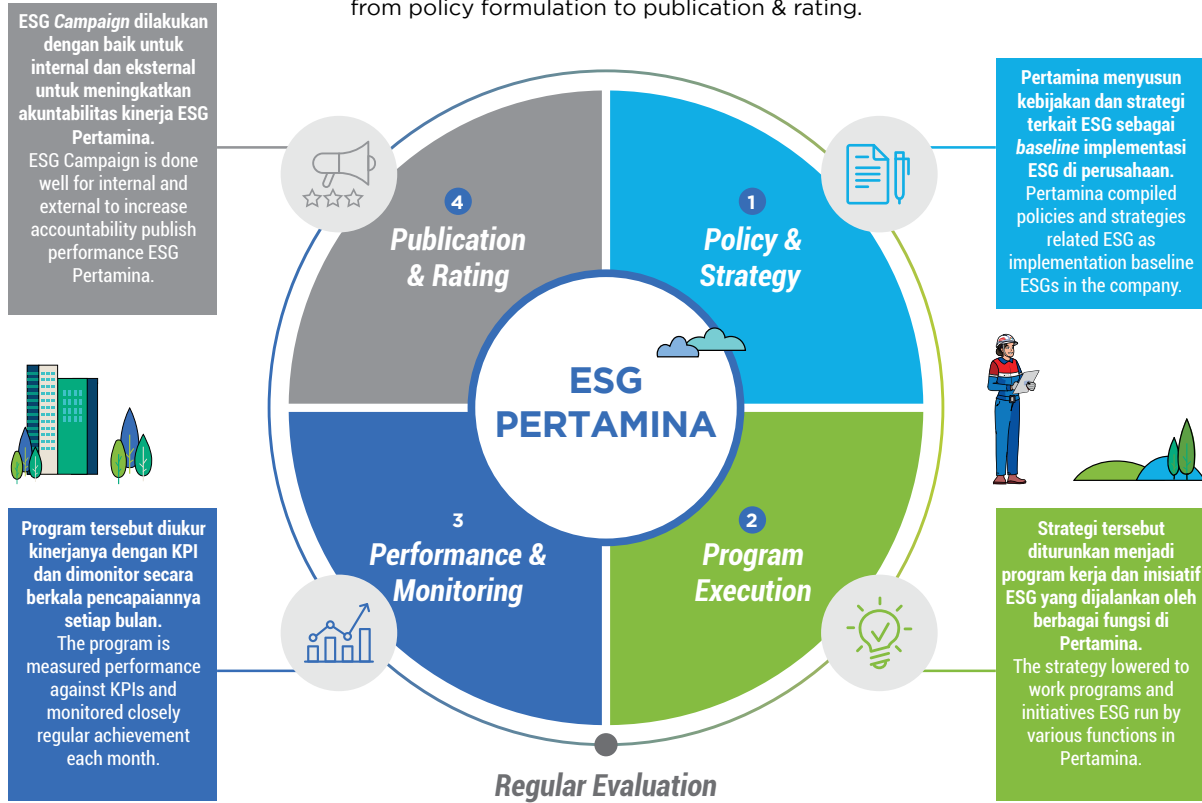 from policy formulation to publication & rating.
ESG Campaign dilakukan
dengan baik untuk
internal dan eksternal
untuk meningkatkan
akuntabilitas kinerja ESG
Pertamina.
ESG Campaign is done
well for internal and
external to increase
accountability publish
performance ESG
Pertamina.
Pertamina menyusun
kebijakan dan strategi
terkait ESG sebagai
baseline implementasi
ESG di perusahaan.
Pertamina compiled
policies and strategies
related ESG as
implementation baseline
ESGs in the company.
4
Publication
& Rating
1
Policy &
Strategy
ESG
PERTAMINA
3
Performance &
Monitoring
2
Program
Execution
Program tersebut diukur
kinerjanya dengan KPI
dan dimonitor secara
berkala pencapaiannya
setiap bulan.
The program is
measured performance
against KPIs and
monitored closely
regular achievement
each month.
Strategi tersebut
diturunkan menjadi
program kerja dan inisiatif
ESG yang dijalankan oleh
berbagai fungsi di
Pertamina.
The strategy lowered to
work programs and
initiatives ESG run by
various functions in
Pertamina.
Regular Evaluation